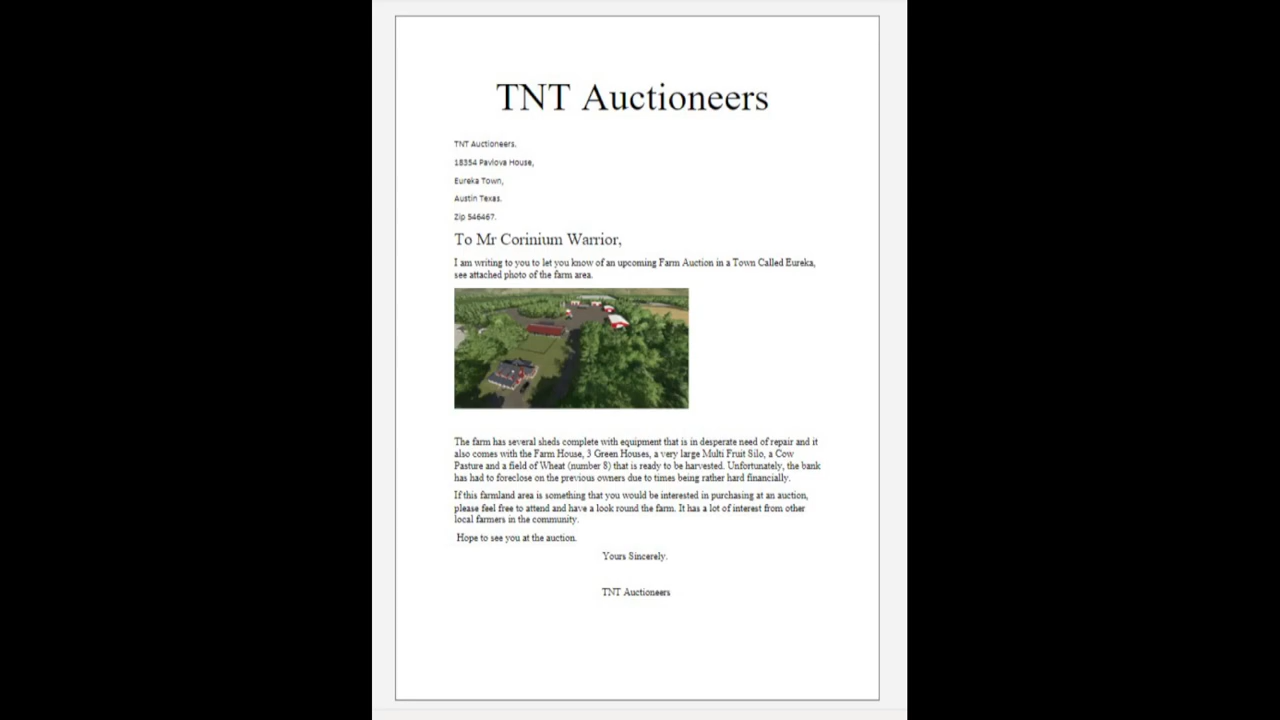 TNT Auctioneers
TNT Auctioneers,
18354 Pavlova House,
Eureka Town,
Austin Texas.
Zip 546467.
To Mr Corinium Warrior,
I am writing to you to let you know of an upcoming Farm Auction in a Town Called Eureka,
see attached photo of the farm area.
The farm has several sheds complete with equipment that is in desperate need of repair and it
also comes with the Farm House, 3 Green Houses, a very large Multi Fruit Silo, a Cow
Pasture and a field of Wheat (number 8) that is ready to be harvested. Unfortunately, the bank
has had to foreclose on the previous owners due to times being rather hard financially.
If this farmland area is something that you would be interested in purchasing at an auction,
please feel free to attend and have a look round the farm. It has a lot of interest from other
local farmers in the community.
Hope to see you at the auction.
Yours Sincerely.
TNT Auctioneers